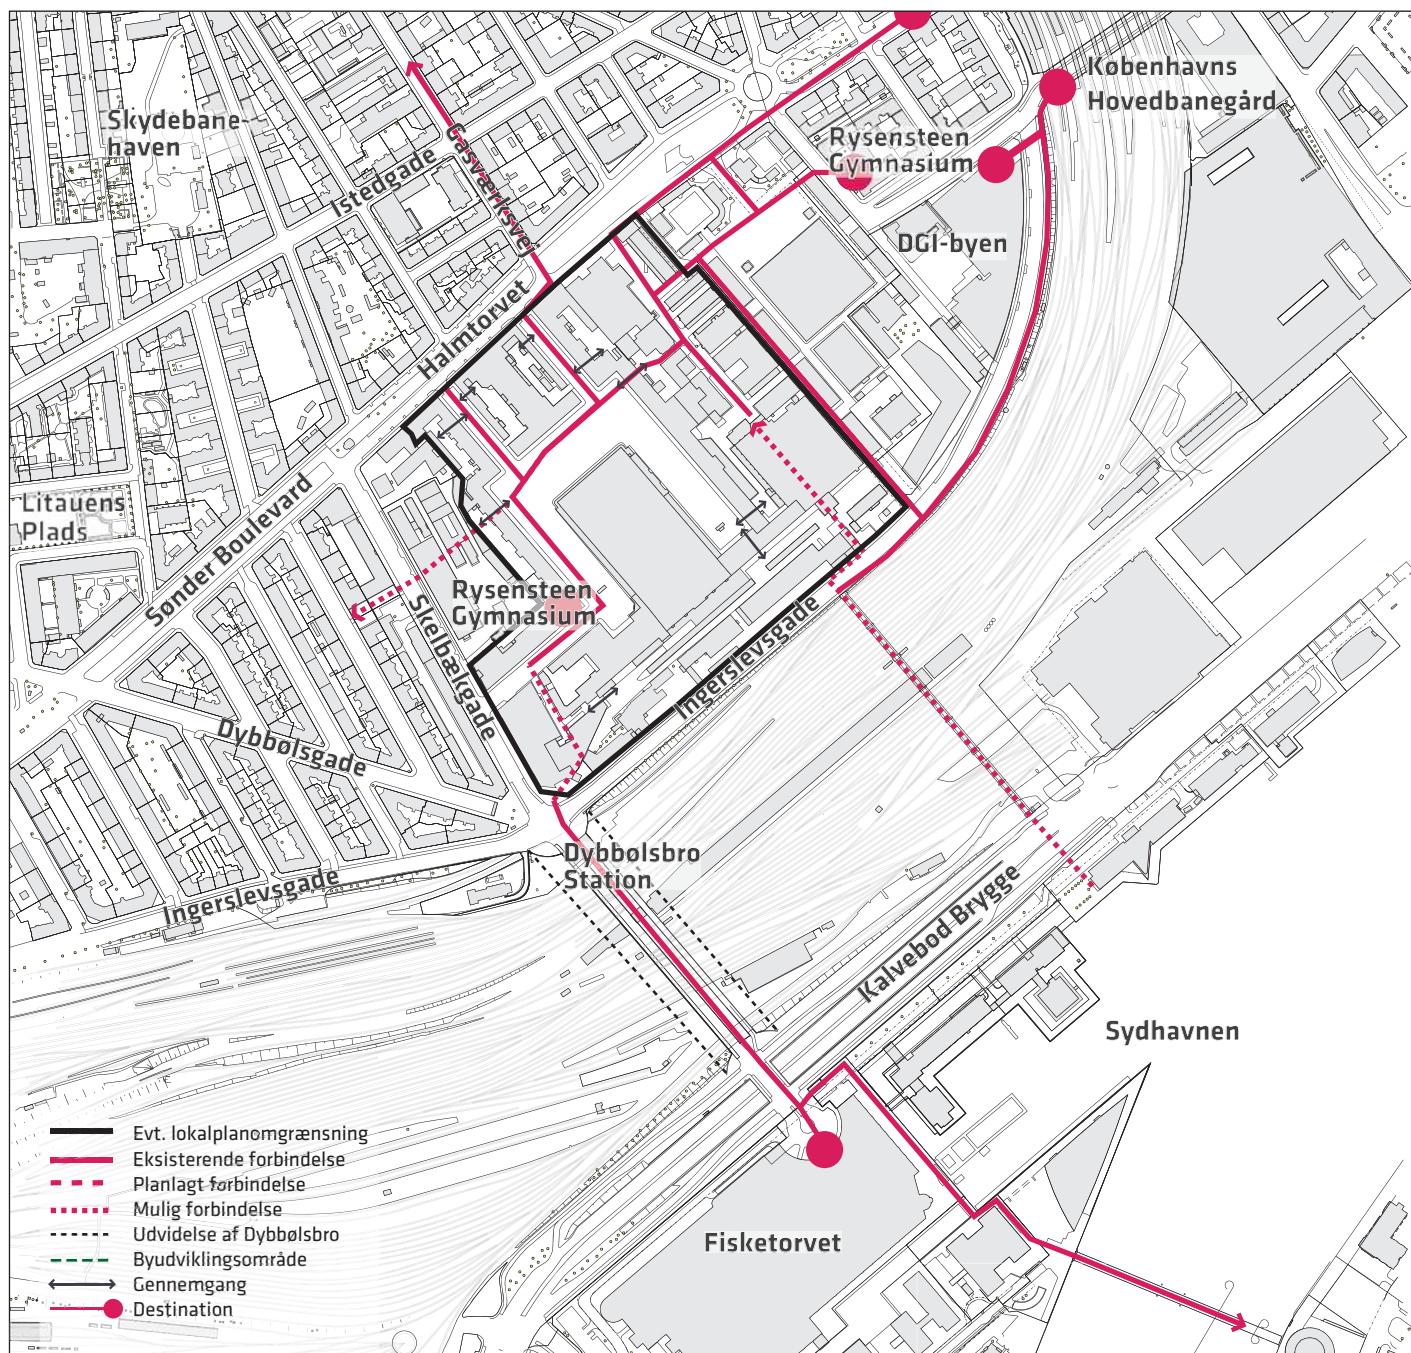 Københavns
Hovedbanegård
Skydebane-
haven
Gasværksvej
Rysensteen
Gymnasium
Istedgade
DGI-byen
Halmtorvet
Litauens
Plads
Sønder Boulevard
Rysensteen
Gymnasium
Skelbækgade
Ingerslevsgade
Dybbølsgade
Dybbølsbro
Station
Ingerslevsgade
Kalvebod Brygge
Sydhavnen
Fisketorvet
Evt. lokalplanomgrænsning
Eksisterende forbindelse
Planlagt forbindelse
Mulig forbindelse
Udvidelse af Dybbølsbro
Byudviklingsområde
Gennemgang
Destination